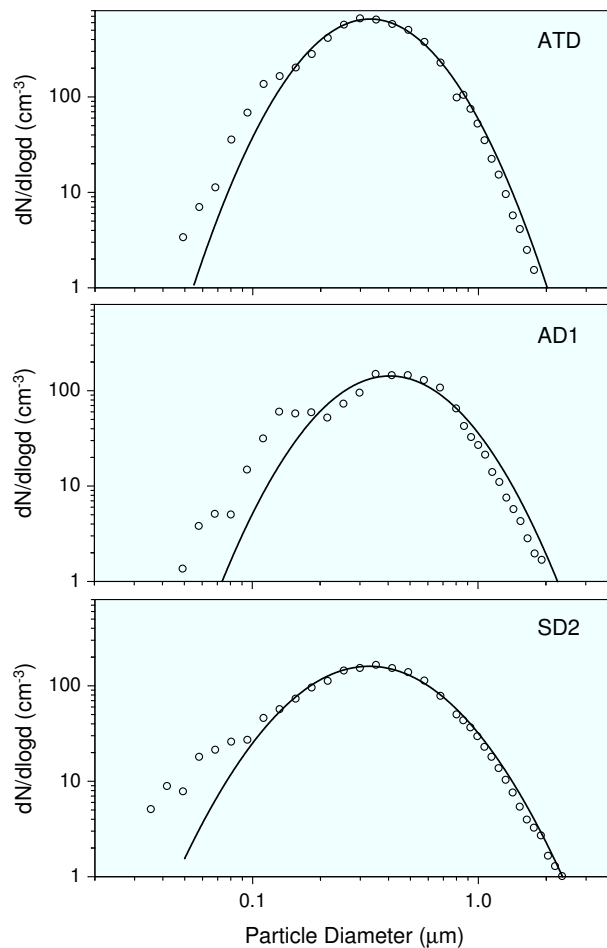 ATD
100
10
1
dN/dlogd (cm-3)
AD1
100
10
1
dN/dlogd (cm-3)
SD2
100
10
1
dN/dlogd (cm-3)
0.1 1.0
Particle Diameter (μm)